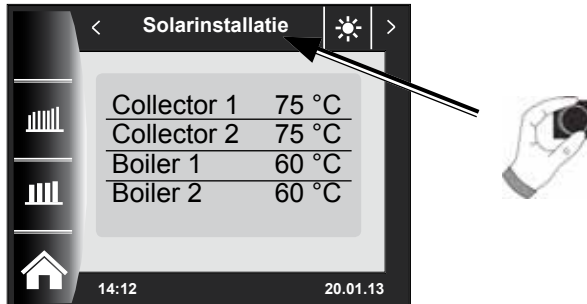 < Solarinstallatie >
Collector 1 75 °C
Collector 2 75 °C
Boiler 1 60 °C
Boiler 2 60 °C
14:12 20.01.13